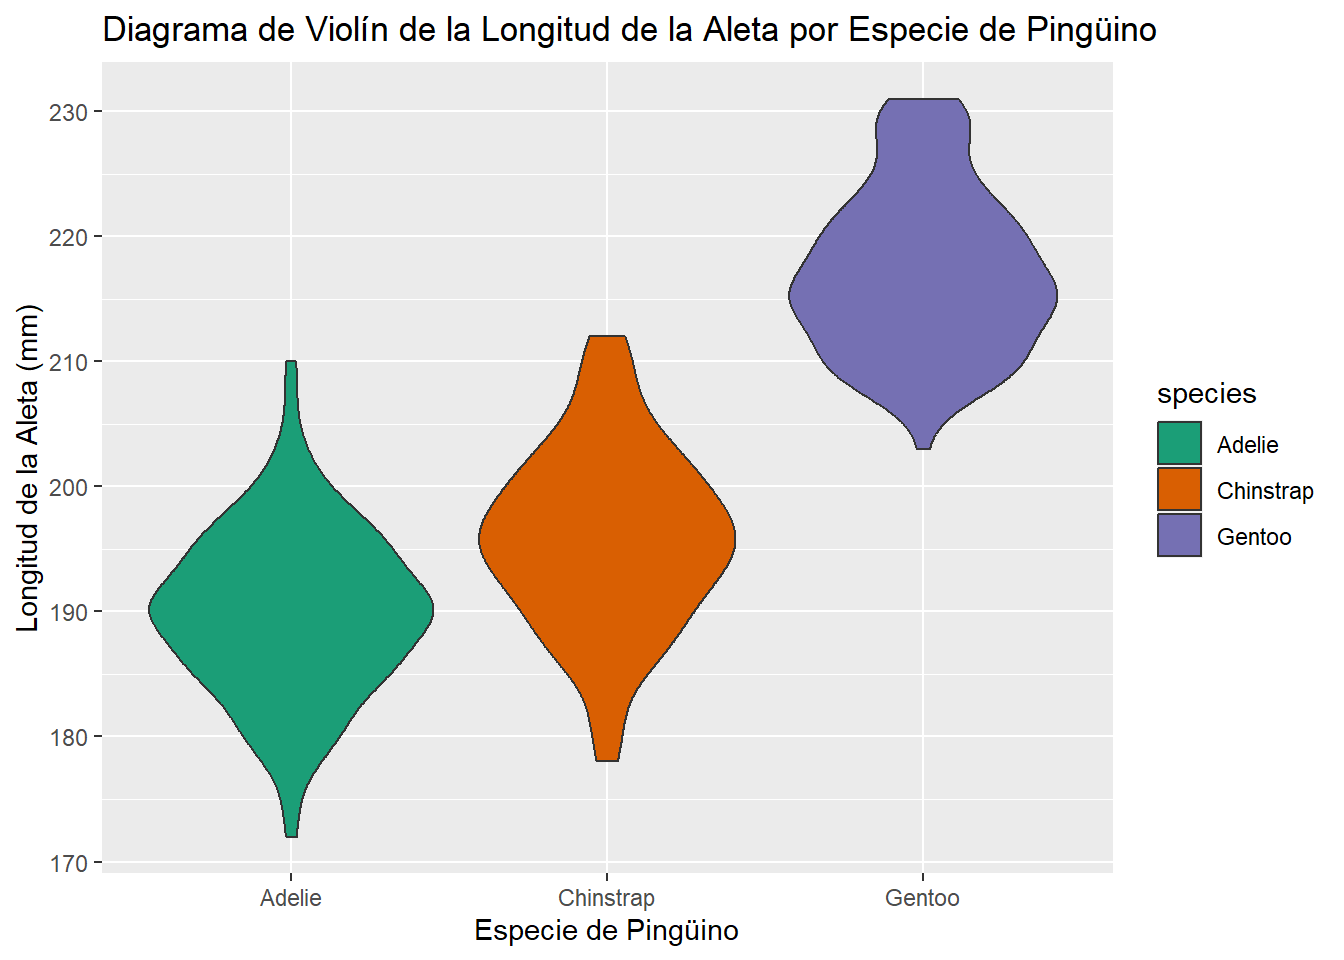 Diagrama de Violín de la Longitud de la Aleta por Especie de Pingüino
Longitud de la Aleta (mm)
230
220
210
200
190
180
170
Adelie
Chinstrap
Gentoo
Especie de Pingüino
species
Adelie
Chinstrap
Gentoo